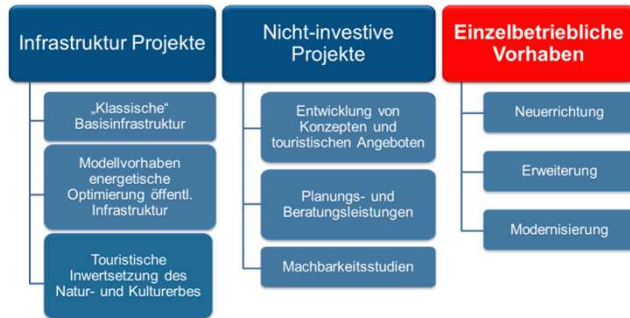 Infrastruktur Projekte
„Klassische“
Basisinfrastruktur
Modellvorhaben
energetische
Optimierung öffentl.
Infrastruktur
Touristische
Inwertsetzung des
Natur- und Kulturerbes
Nicht-investive
Projekte
Entwicklung von
Konzepten und
touristischen Angeboten
Planungs- und
Beratungsleistungen
Machbarkeitsstudien
Einzelbetriebliche
Vorhaben
Neuerrichtung
Erweiterung
Modernisierung